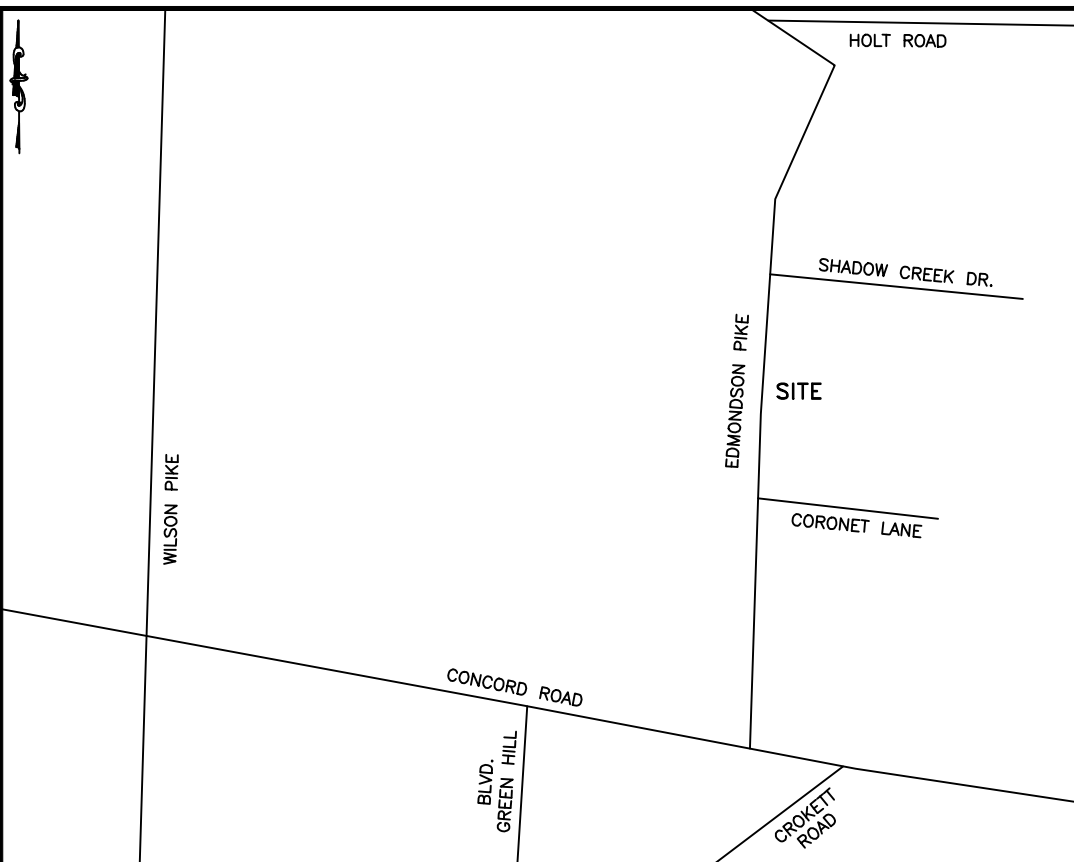 HOLT ROAD
SHADOW CREEK DR.
EDMONDSON PIKE
SITE
WILSON PIKE
CORONET LANE
CONCORD ROAD
BLVD.
GREEN HILL
CROKETT
ROAD